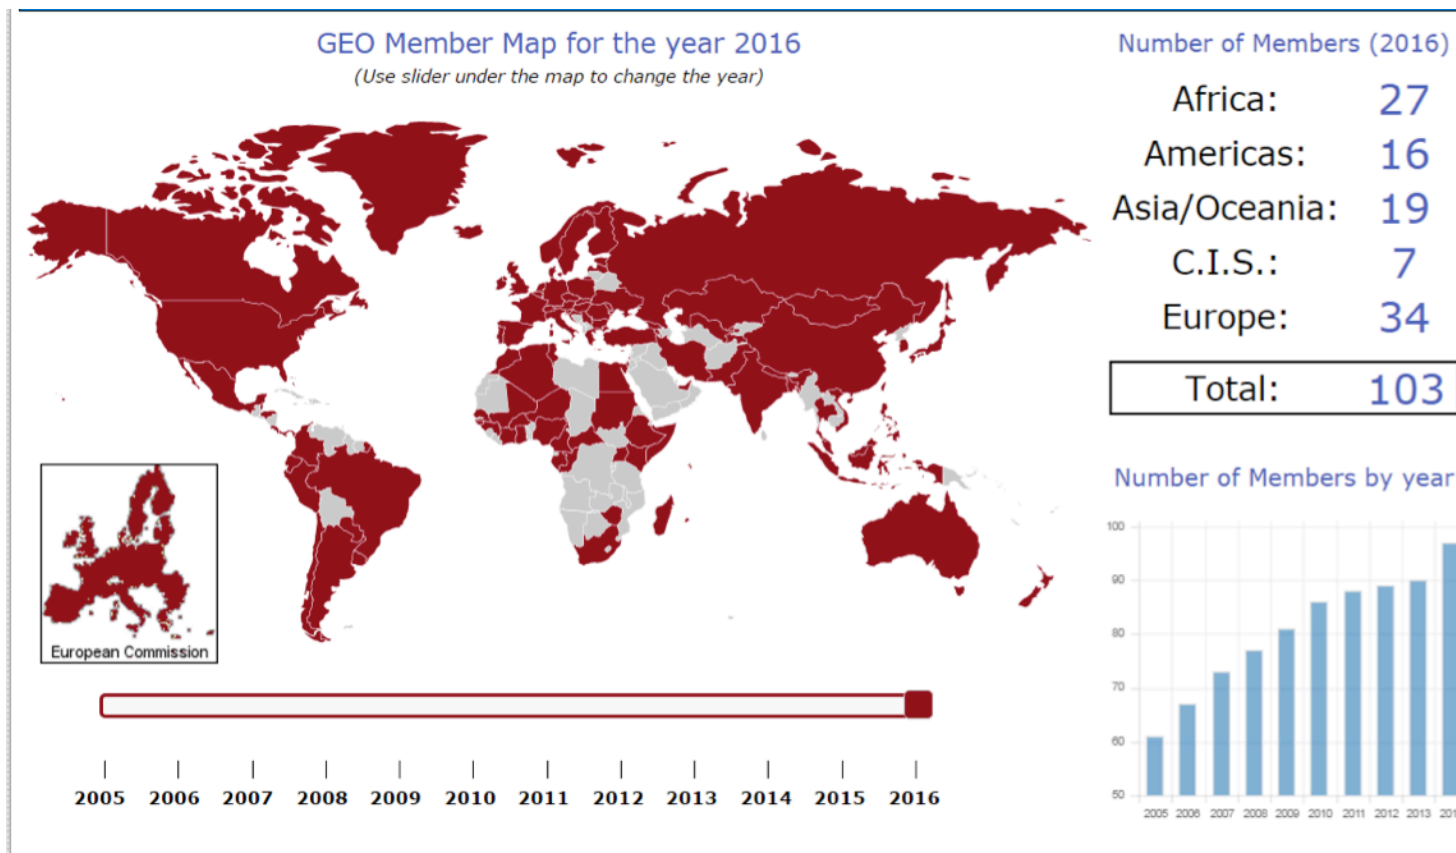 GEO Member Map for the year 2016
(Use slider under the map to change the year)
European Commission
2005 2006 2007 2008 2009 2010 2011 2012 2013 2014 2015 2016
Number of Members (2016)
Africa: 27
Americas: 16
Asia/Oceania: 19
C.I.S.: 7
Europe: 34
Total: 103
Number of Members by year
100
90
80
70
60
50
2005 2006 2007 2008 2009 2010 2011 2012 2013 201